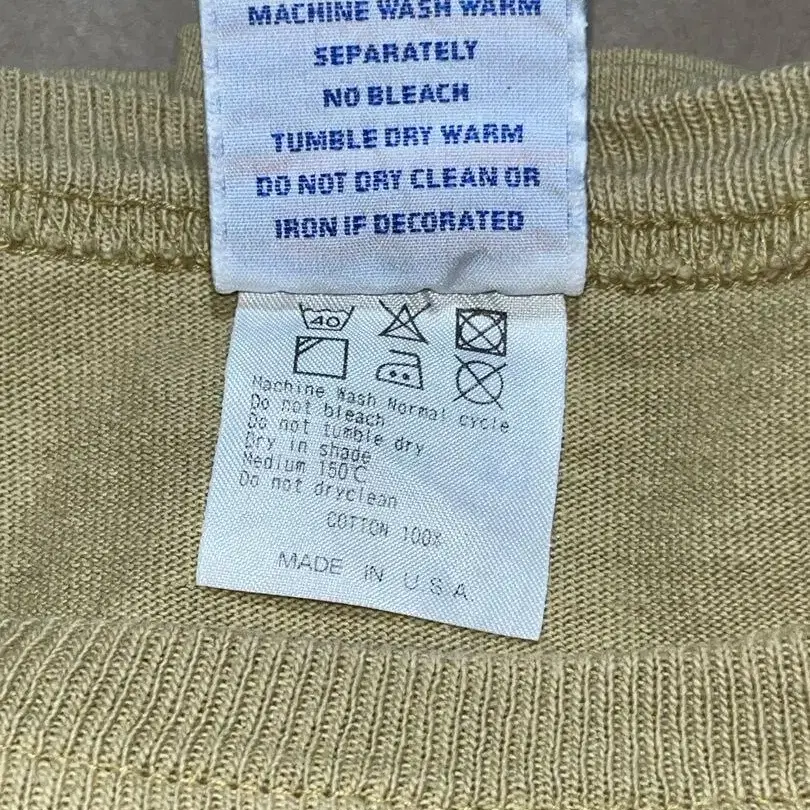 MACHINE WASH WARM
SEPARATELY
NO BLEACH
TUMBLE DRY WARM
DO NOT DRY CLEAN OR
IRON IF DECORATED
40
Machine Wash Normal cycle
Do not bleach
Do not tumble dry
Dry in shade
Medium 150℃
Do not dryclean
COTTON 100%
MADE IN U.S.A